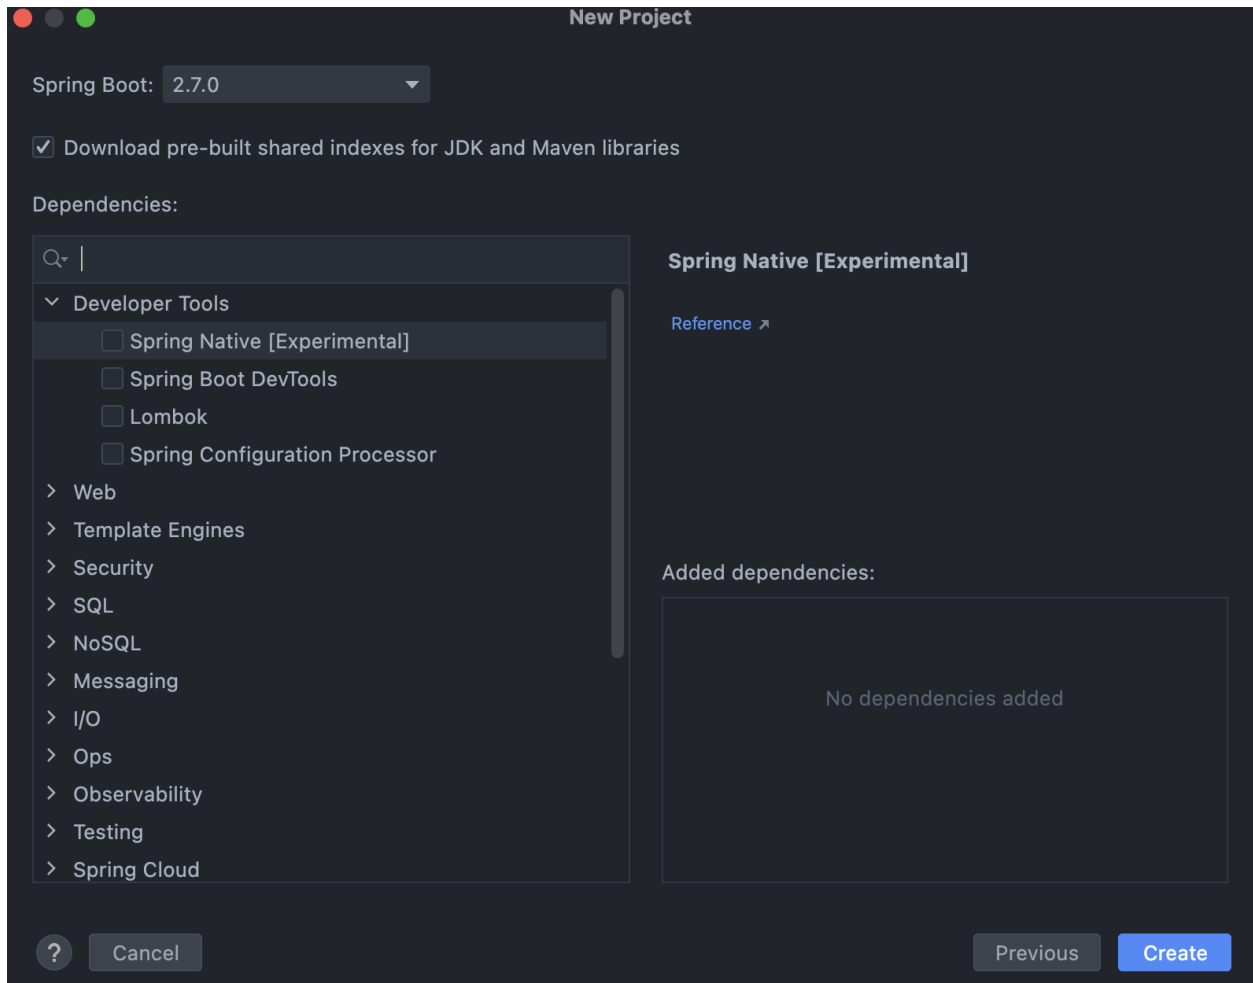 New Project
Spring Boot: 2.7.0
Download pre-built shared indexes for JDK and Maven libraries
Dependencies:
Developer Tools
Spring Native [Experimental]
Spring Boot DevTools
Lombok
Spring Configuration Processor
Web
Template Engines
Security
SQL
NoSQL
Messaging
I/O
Ops
Observability
Testing
Spring Cloud
Spring Native [Experimental]
Reference
Added dependencies:
No dependencies added
? Cancel Previous Create